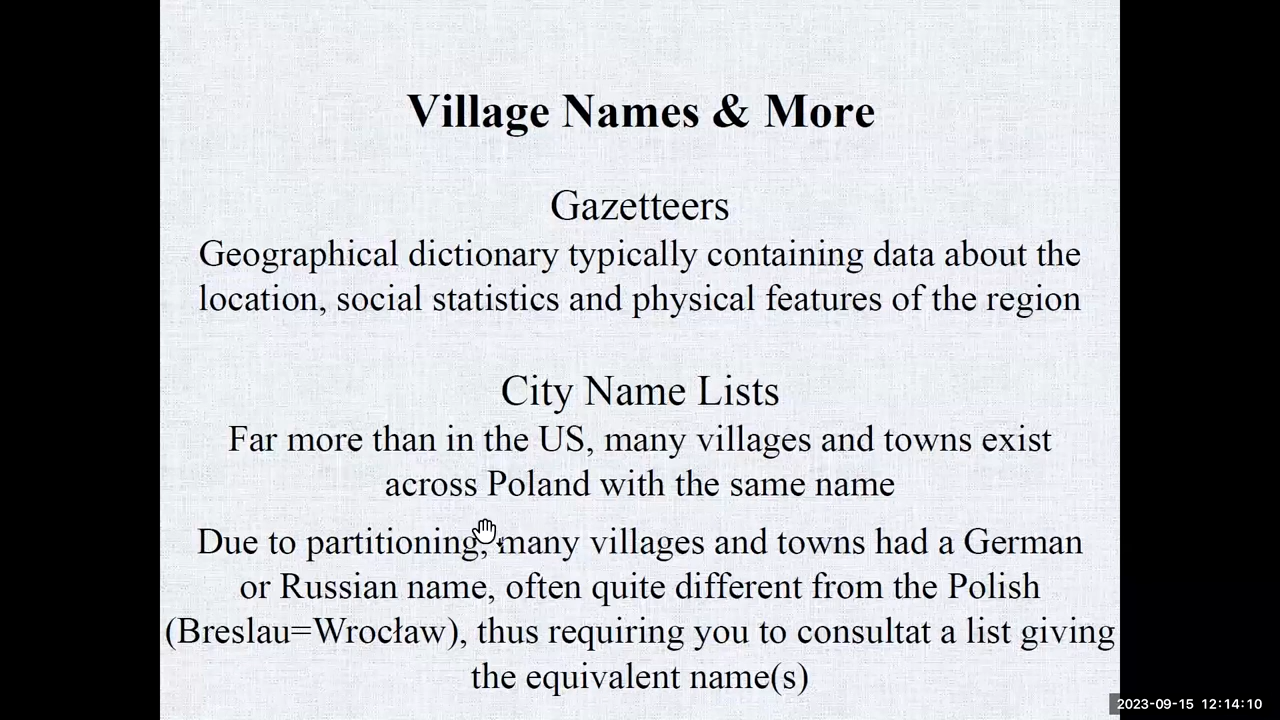 Village Names & More
Gazetteers
Geographical dictionary typically containing data about the
location, social statistics and physical features of the region
City Name Lists
Far more than in the US, many villages and towns exist
across Poland with the same name
Due to partitioning, many villages and towns had a German
or Russian name, often quite different from the Polish
(Breslau=Wrocław), thus requiring you to consultat a list giving
the equivalent name(s)
2023-09-15 12:14:10